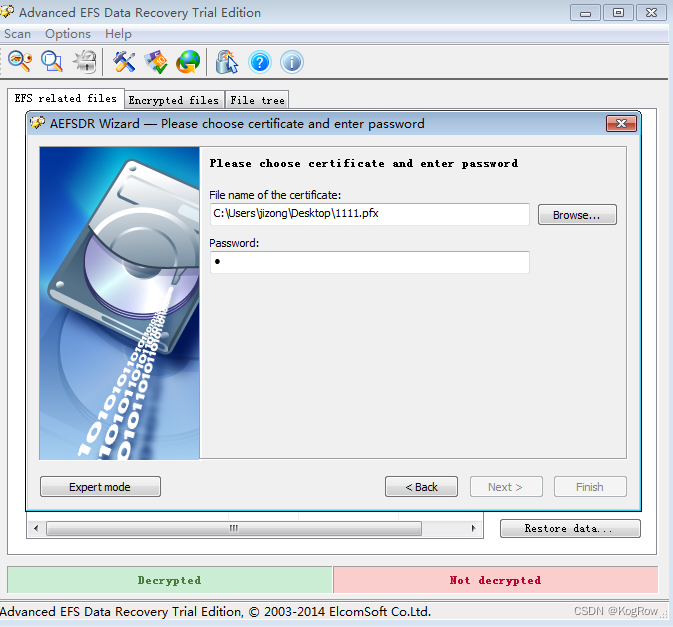 Advanced EFS Data Recovery Trial Edition
Scan Options Help
EFS related files Encrypted files File tree
AEFSDR Wizard — Please choose certificate and enter password
Please choose certificate and enter password
File name of the certificate:
C:\Users\jizong\Desktop\1111.pfx Browse...
Password:
●
1010101101010101
10101011010101
010101101010
Expert mode < Back Next > Finish
Restore data...
Decrypted Not decrypted
Advanced EFS Data Recovery Trial Edition, © 2003-2014 ElcomSoft Co.Ltd.
CSDN @KogRow